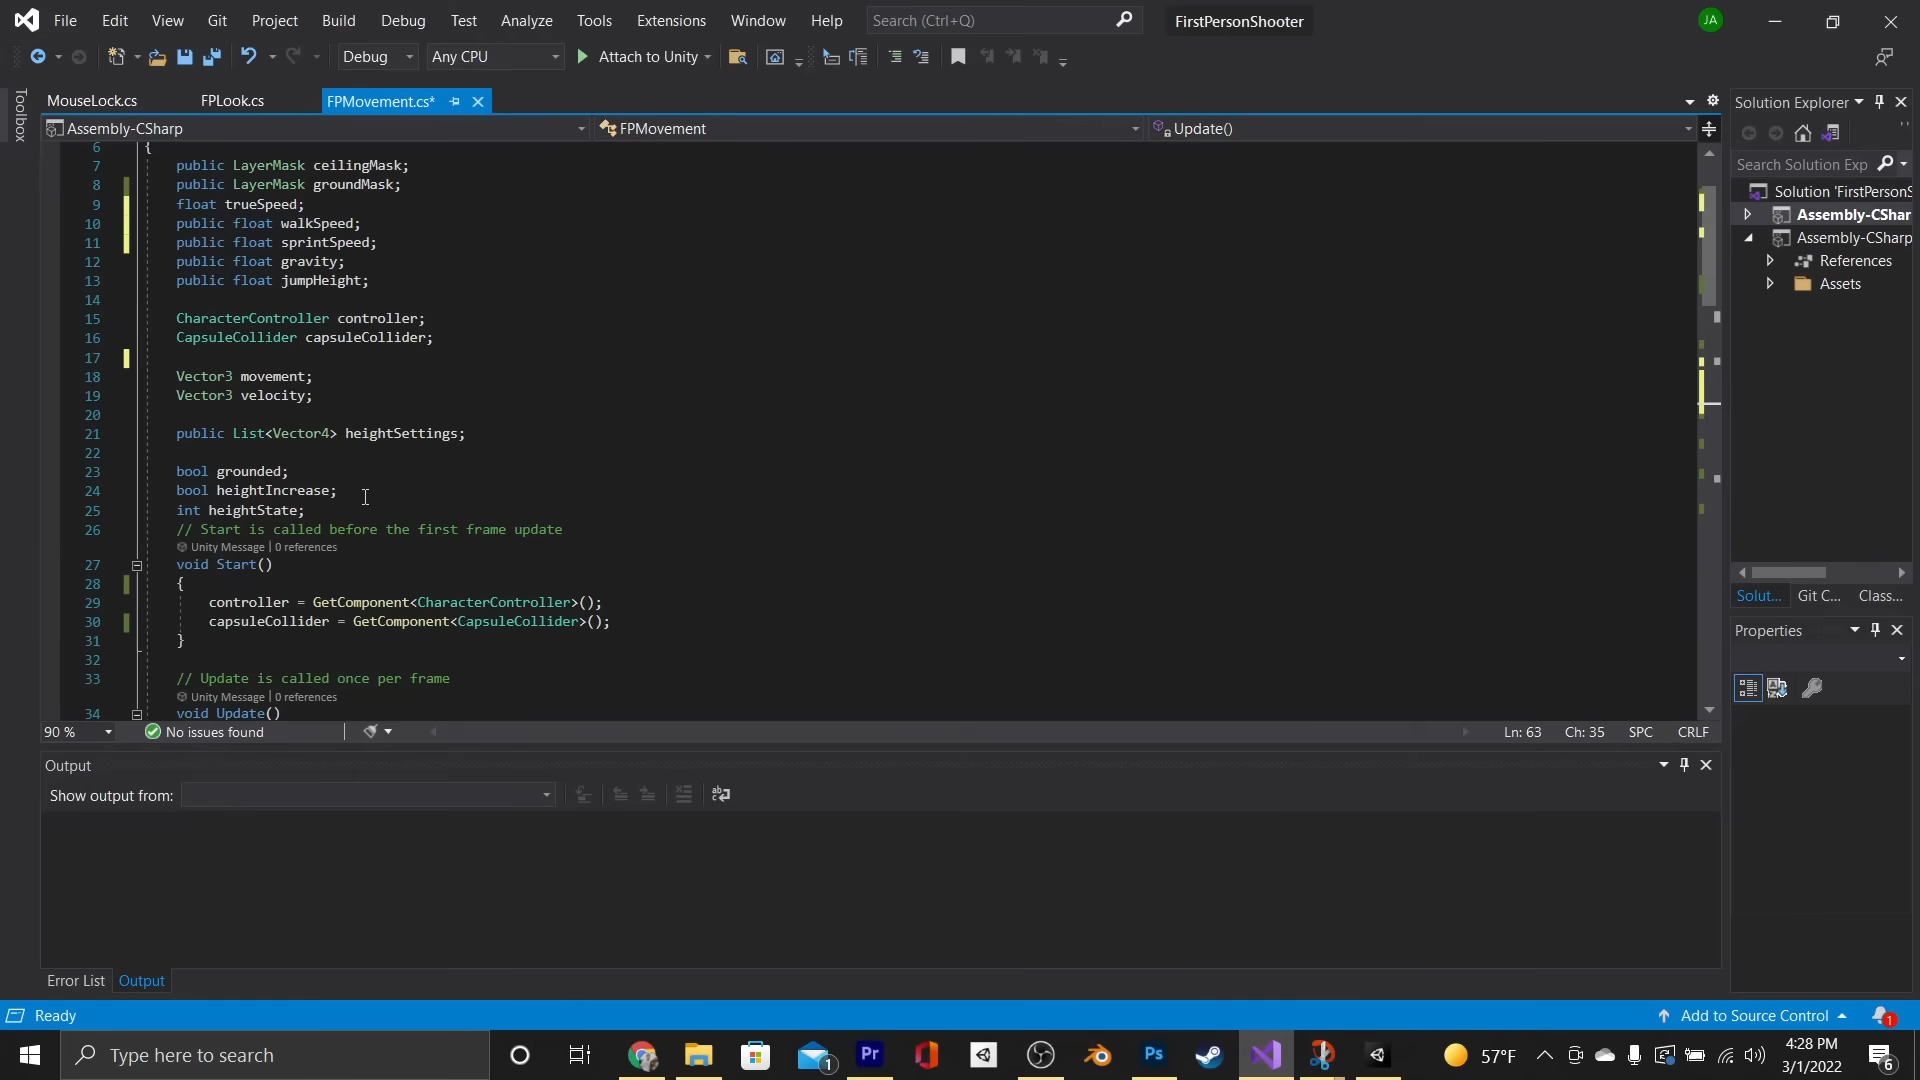 File Edit View Git Project Build Debug Test Analyze Tools Extensions Window Help Search (Ctrl+Q) FirstPersonShooter JA
Debug Any CPU Attach to Unity
Toolbox
MouseLock.cs FPLook.cs FPMovement.cs*
Assembly-CSharp FPMovement Update()
6 {
7 public LayerMask ceilingMask;
8 public LayerMask groundMask;
9 float trueSpeed;
10 public float walkSpeed;
11 public float sprintSpeed;
12 public float gravity;
13 public float jumpHeight;
14
15 CharacterController controller;
16 CapsuleCollider capsuleCollider;
17
18 Vector3 movement;
19 Vector3 velocity;
20
21 public List<Vector4> heightSettings;
22
23 bool grounded;
24 bool heightIncrease;
25 int heightState;
26 // Start is called before the first frame update
Unity Message | 0 references
27 void Start()
28 {
29 controller = GetComponent<CharacterController>();
30 capsuleCollider = GetComponent<CapsuleCollider>();
31 }
32
33 // Update is called once per frame
Unity Message | 0 references
34 void Update()
90 % No issues found Ln: 63 Ch: 35 SPC CRLF
Output
Show output from:
Error List Output
Solution Explorer
Search Solution Exp
Solution 'FirstPersonS
Assembly-CShar
Assembly-CSharp
References
Assets
Solut... Git C... Class...
Properties
Ready Add to Source Control 1
Type here to search 1 Pr Ps 57°F 4:28 PM
3/1/2022 6